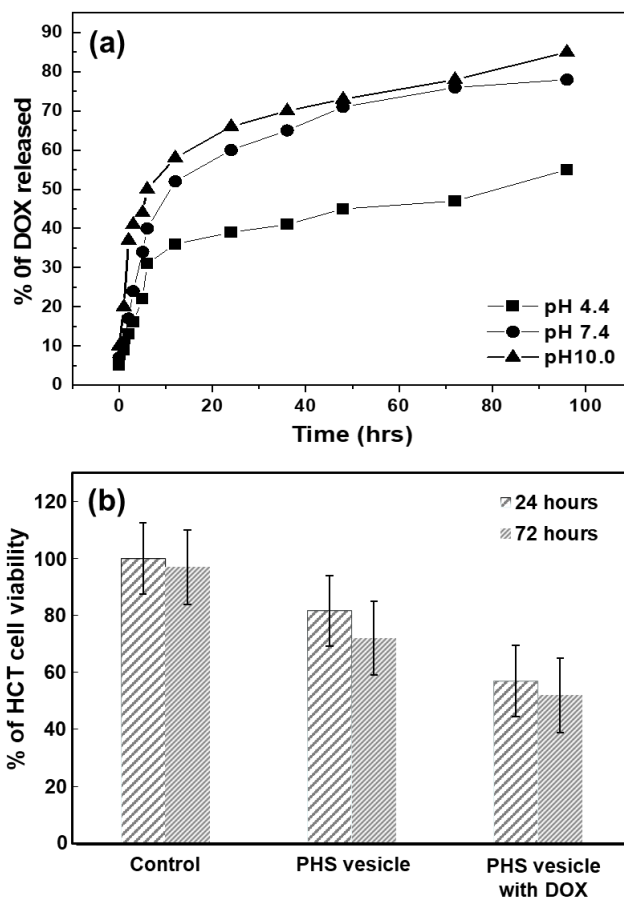 (a)
% 0f DOX released
90
80
70
60
50
40
30
20
10
0
0
20
40
60
80
100
Time (hrs)
pH 4.4
pH 7.4
pH10.0
(b)
% of HCT cell viability
120
100
80
60
40
20
0
24 hours
72 hours
Control
PHS vesicle
PHS vesicle
with DOX